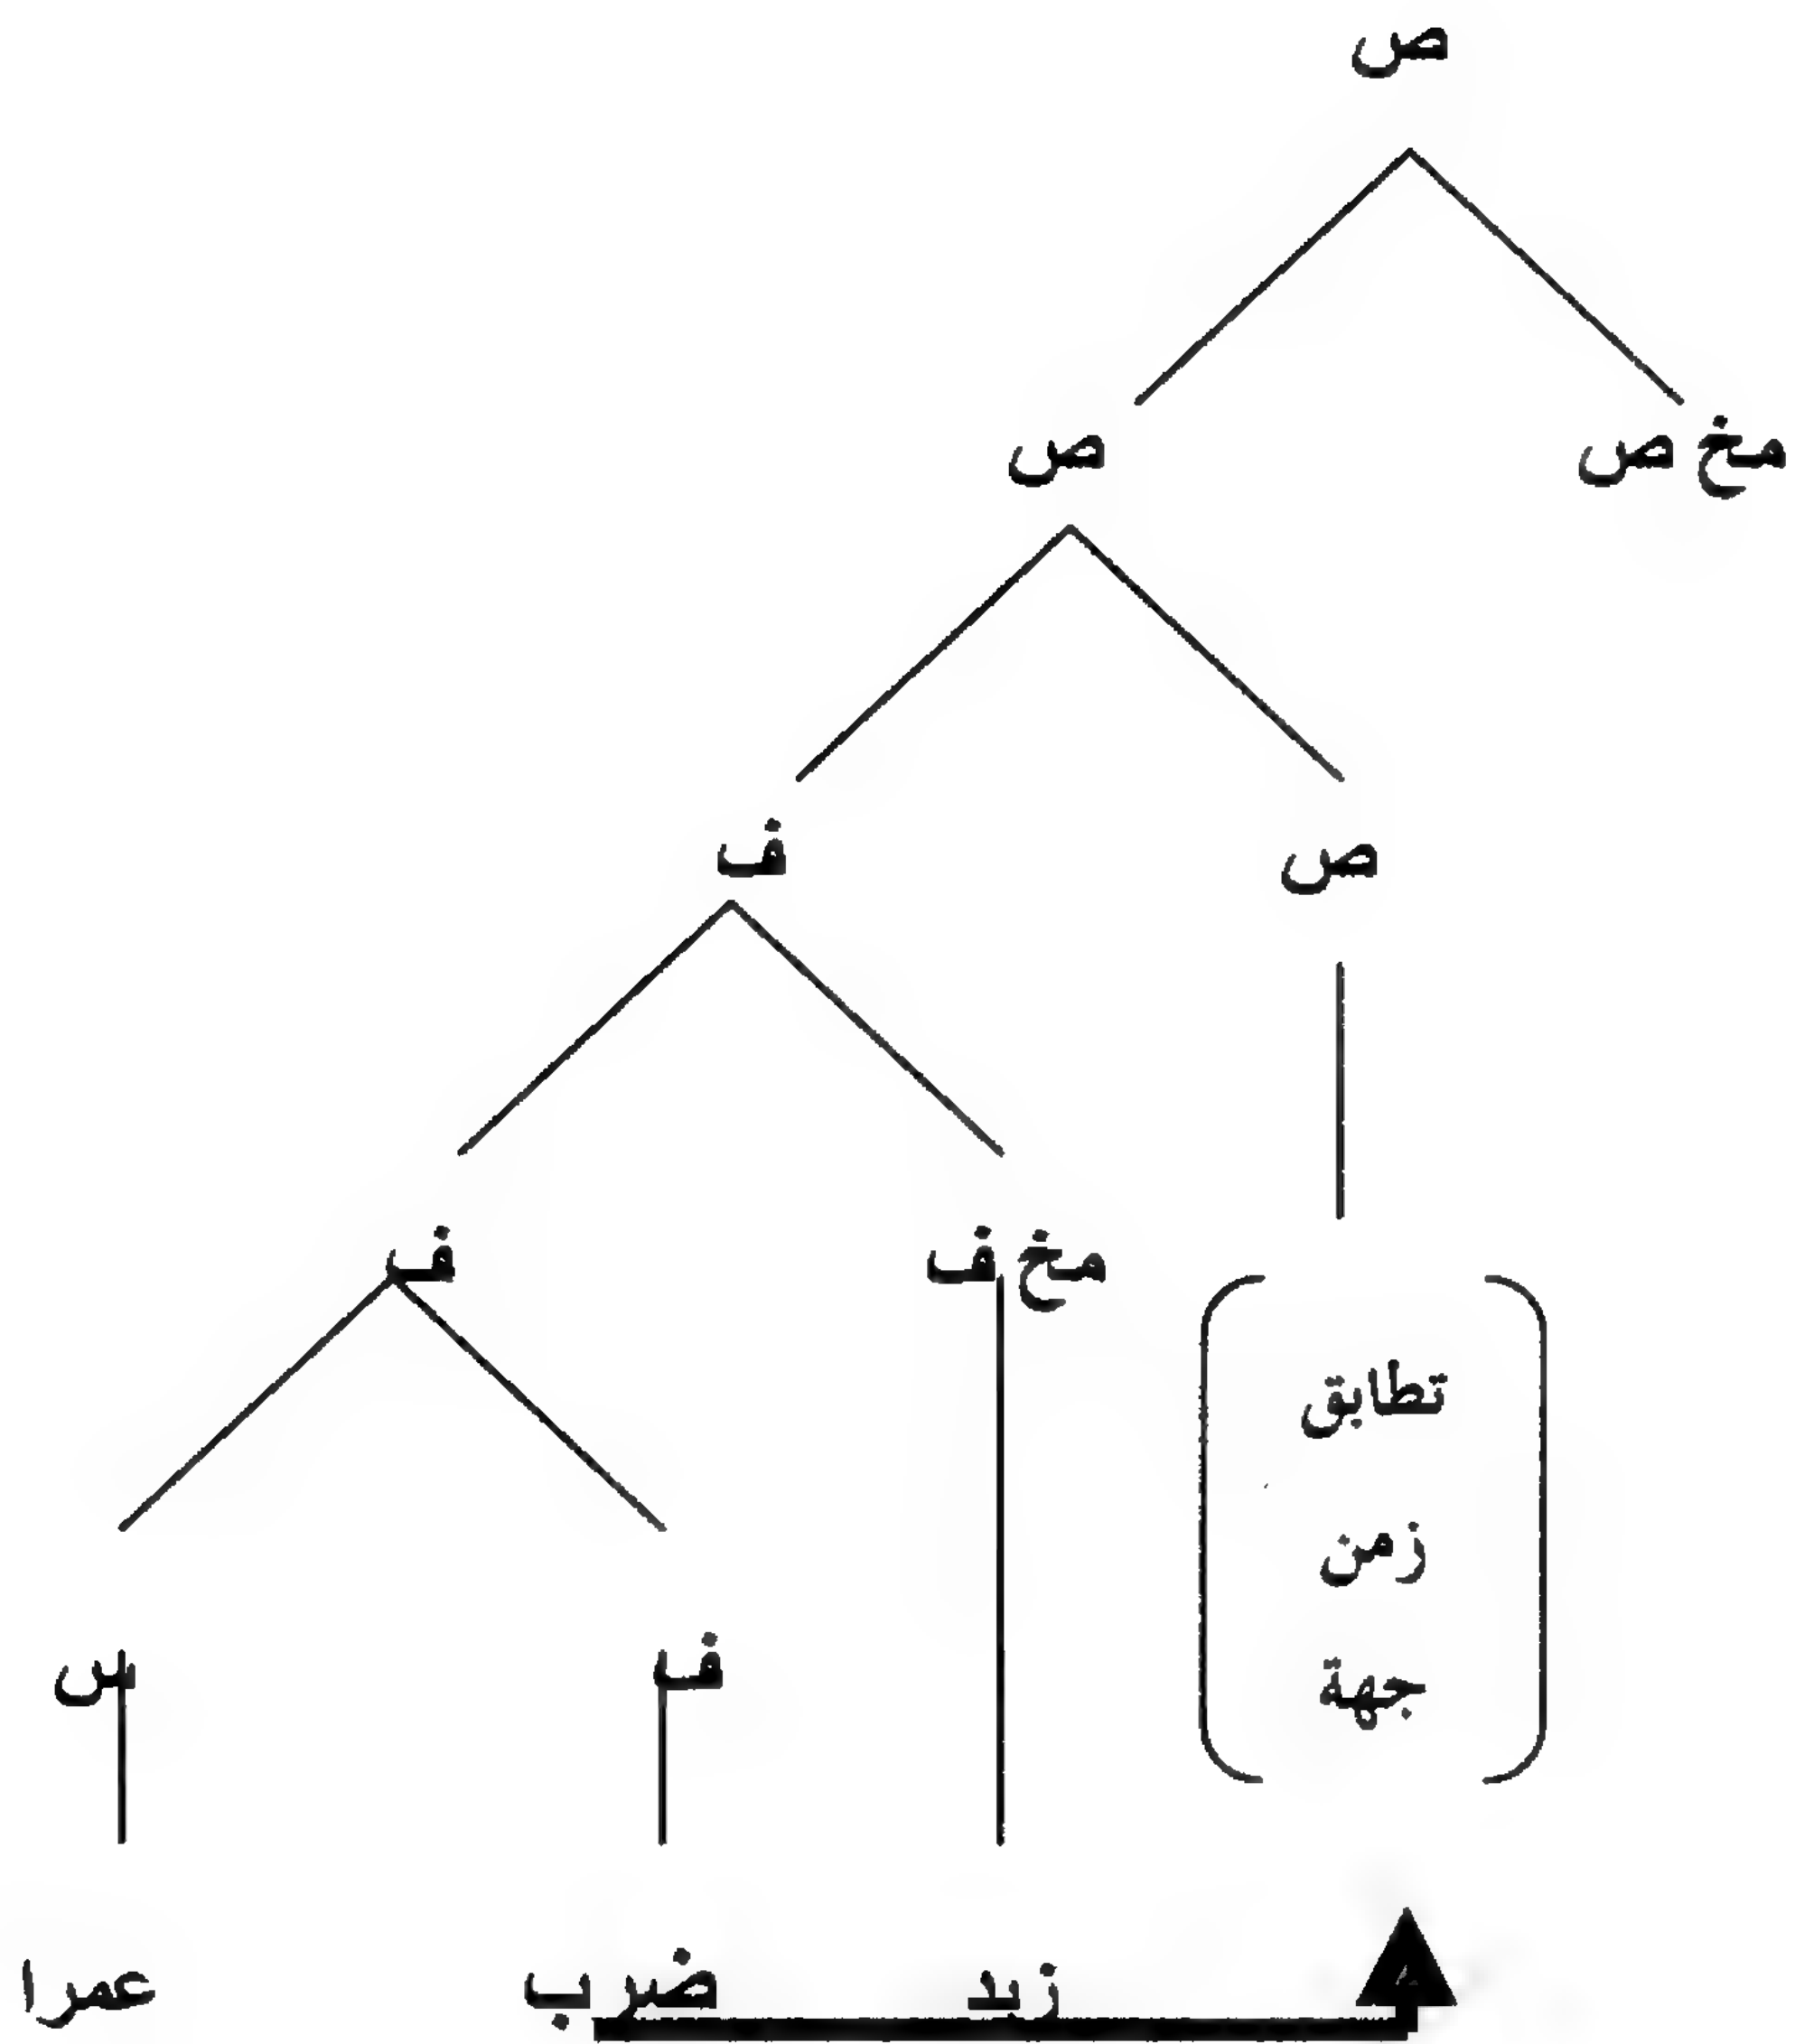 ص
مخ ص ص
ص ف
مخ ف ف
تطابق
زمن
جهة
ف س
زيد ضرب عمرا